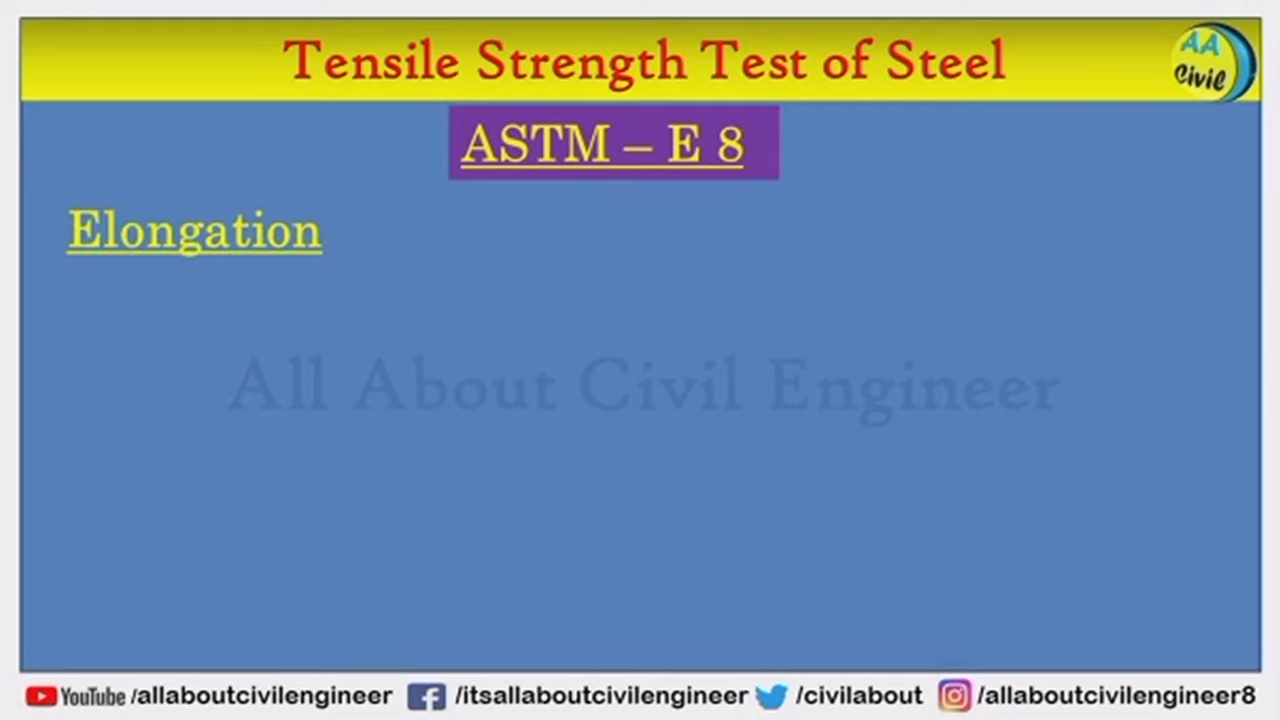 Tensile Strength Test of Steel
AA
Civil
ASTM – E 8
Elongation
All About Civil Engineer
YouTube /allaboutcivilengineer /itsallaboutcivilengineer /civilabout /allaboutcivilengineer8